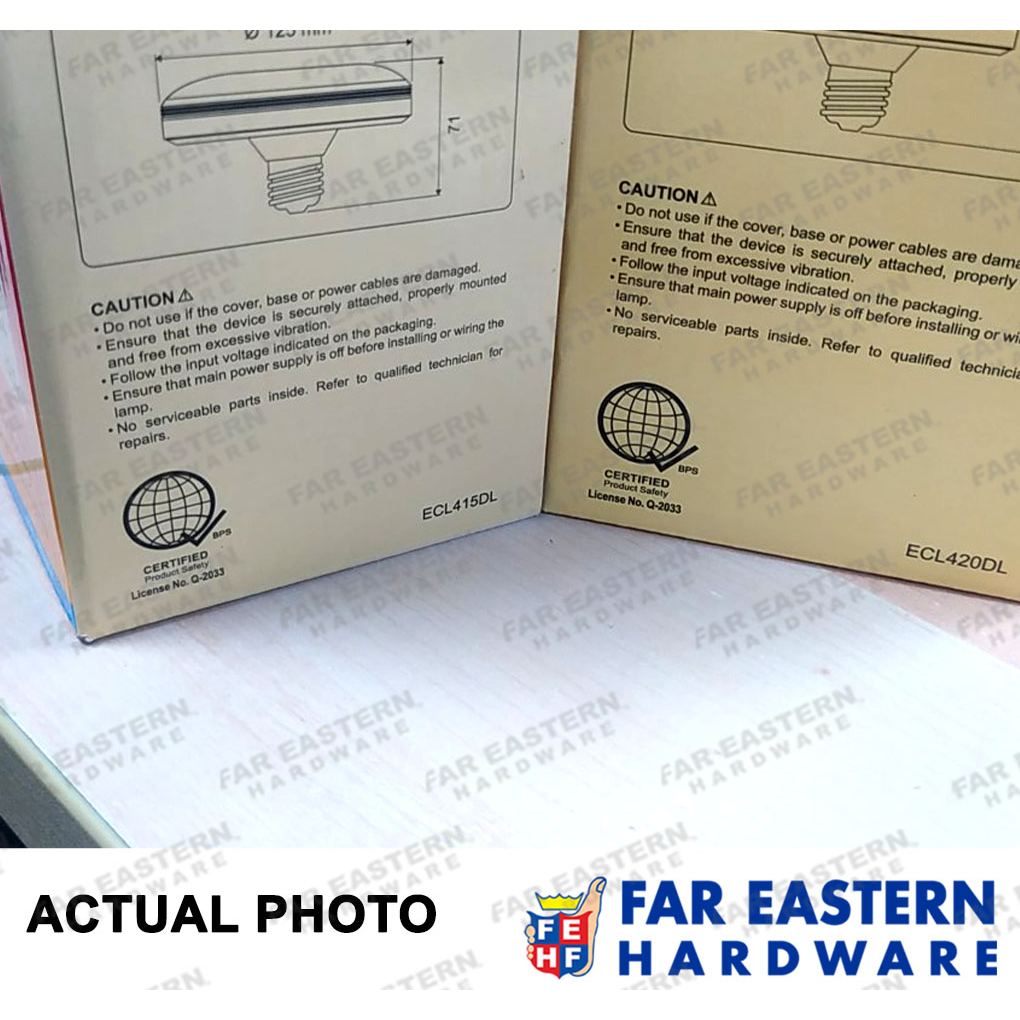 Ø 125 mm
71
CAUTION ⚠
• Do not use if the cover, base or power cables are damaged.
• Ensure that the device is securely attached, properly mounted
and free from excessive vibration.
• Follow the input voltage indicated on the packaging.
• Ensure that main power supply is off before installing or wiring the
lamp.
• No serviceable parts inside. Refer to qualified technician for
repairs.
BPS
CERTIFIED
Product Safety
License No. Q-2033
ECL415DL
CAUTION ⚠
• Do not use if the cover, base or power cables are dama
• Ensure that the device is securely attached, properly
and free from excessive vibration.
• Follow the input voltage indicated on the packaging.
• Ensure that main power supply is off before installing or wi
lamp.
• No serviceable parts inside. Refer to qualified technicia
repairs.
BPS
CERTIFIED
Product Safety
License No. Q-2033
ECL420DL
ACTUAL PHOTO
FE
HF
FAR EASTERN
HARDWARE